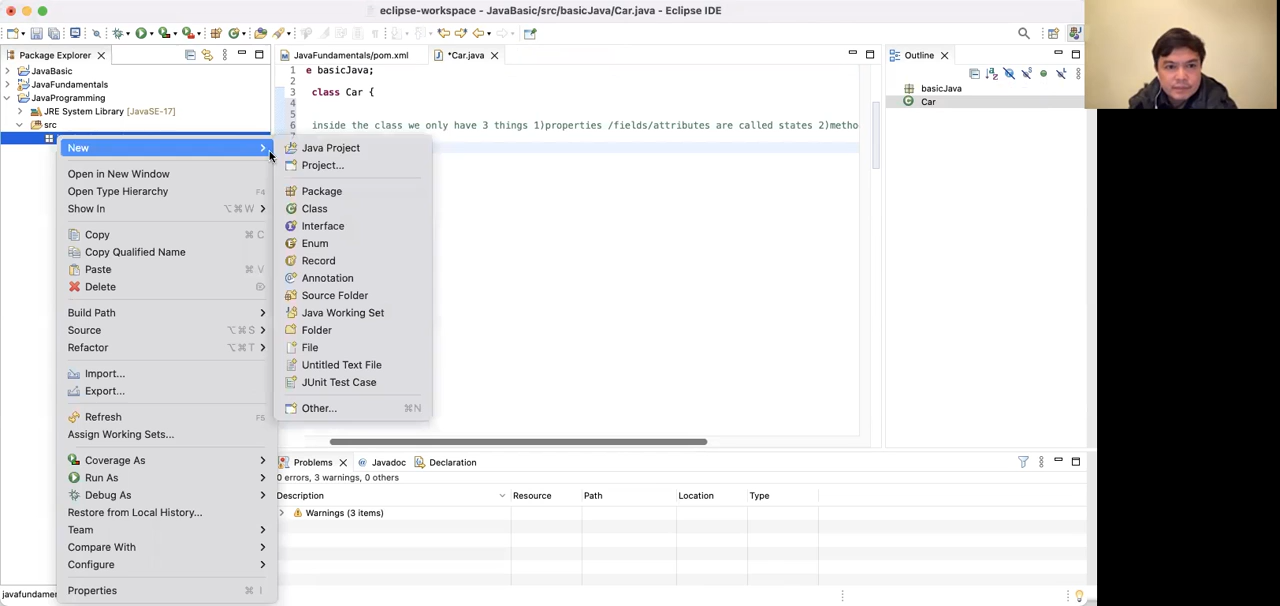 eclipse-workspace - JavaBasic/src/basicJava/Car.java - Eclipse IDE
Package Explorer
JavaFundamentals/pom.xml
*Car.java
Outline
JavaBasic
JavaFundamentals
JavaProgramming
JRE System Library [JavaSE-17]
src
1 e basicJava;
2
3 class Car {
4
5
6 inside the class we only have 3 things 1)properties /fields/attributes are called states 2)metho
basicJava
Car
New
Open in New Window
Open Type Hierarchy F4
Show In ⌥⌘W
Copy ⌘C
Copy Qualified Name
Paste ⌘V
Delete
Build Path
Source ⌥⌘S
Refactor ⌥⌘T
Import...
Export...
Refresh F5
Assign Working Sets...
Coverage As
Run As
Debug As
Restore from Local History...
Team
Compare With
Configure
Properties ⌘I
Java Project
Project...
Package
Class
Interface
Enum
Record
Annotation
Source Folder
Java Working Set
Folder
File
Untitled Text File
JUnit Test Case
Other... ⌘N
Problems
Javadoc
Declaration
0 errors, 3 warnings, 0 others
Description Resource Path Location Type
Warnings (3 items)
javafundamer